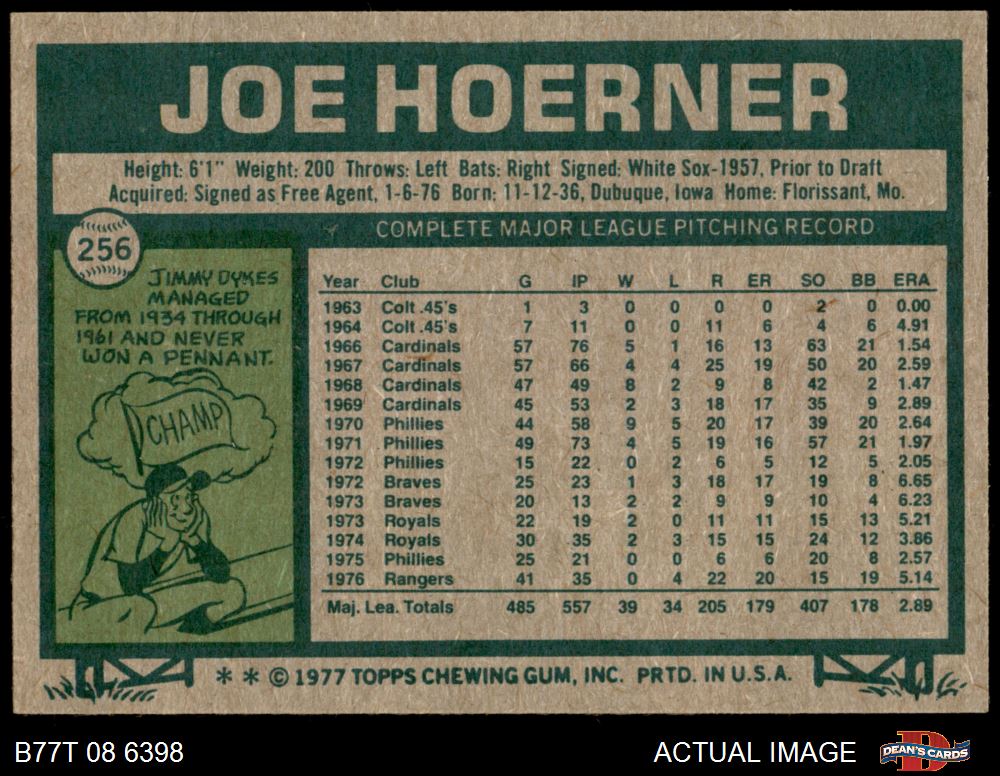 JOE HOERNER
Height: 6'1" Weight: 200 Throws: Left Bats: Right Signed: White Sox-1957, Prior to Draft
Acquired: Signed as Free Agent, 1-6-76 Born: 11-12-36, Dubuque, Iowa Home: Florissant, Mo.
256
COMPLETE MAJOR LEAGUE PITCHING RECORD
JIMMY DYKES
MANAGED
FROM 1934 THROUGH
1961 AND NEVER
WON A PENNANT.
CHAMP
Year Club G IP W L R ER SO BB ERA
1963 Colt .45's 1 3 0 0 0 0 2 0 0.00
1964 Colt .45's 7 11 0 0 11 6 4 6 4.91
1966 Cardinals 57 76 5 1 16 13 63 21 1.54
1967 Cardinals 57 66 4 4 25 19 50 20 2.59
1968 Cardinals 47 49 8 2 9 8 42 2 1.47
1969 Cardinals 45 53 2 3 18 17 35 9 2.89
1970 Phillies 44 58 9 5 20 17 39 20 2.64
1971 Phillies 49 73 4 5 19 16 57 21 1.97
1972 Phillies 15 22 0 2 6 5 12 5 2.05
1972 Braves 25 23 1 3 18 17 19 8 6.65
1973 Braves 20 13 2 2 9 9 10 4 6.23
1973 Royals 22 19 2 0 11 11 15 13 5.21
1974 Royals 30 35 2 3 15 15 24 12 3.86
1975 Phillies 25 21 0 0 6 6 20 8 2.57
1976 Rangers 41 35 0 4 22 20 15 19 5.14
Maj. Lea. Totals 485 557 39 34 205 179 407 178 2.89
* * © 1977 TOPPS CHEWING GUM, INC. PRTD. IN U.S.A.
B77T 08 6398
ACTUAL IMAGE
DEAN'S CARDS